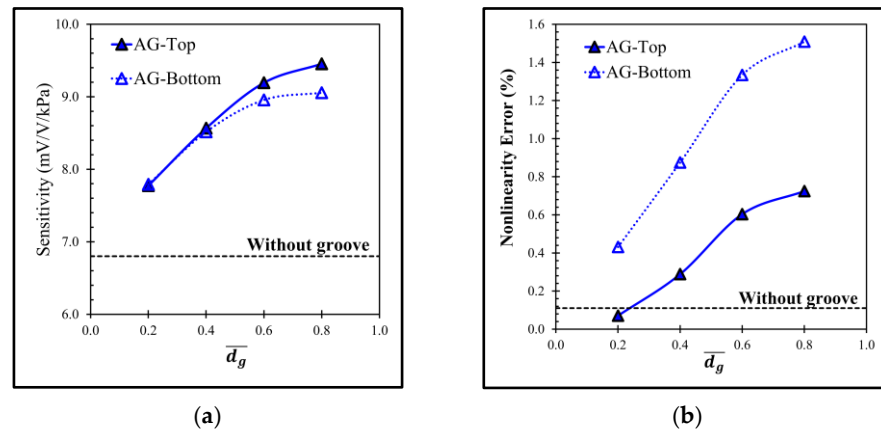 10.0
9.0
8.0
7.0
6.0
Sensitivity (mV/V/kPa)
AG-Top
AG-Bottom
Without groove
0.0 0.2 0.4 0.6 0.8 1.0
d_g
(a)
1.6
1.4
1.2
1.0
0.8
0.6
0.4
0.2
0.0
Nonlinearity Error (%)
AG-Top
AG-Bottom
Without groove
0.0 0.2 0.4 0.6 0.8 1.0
d_g
(b)